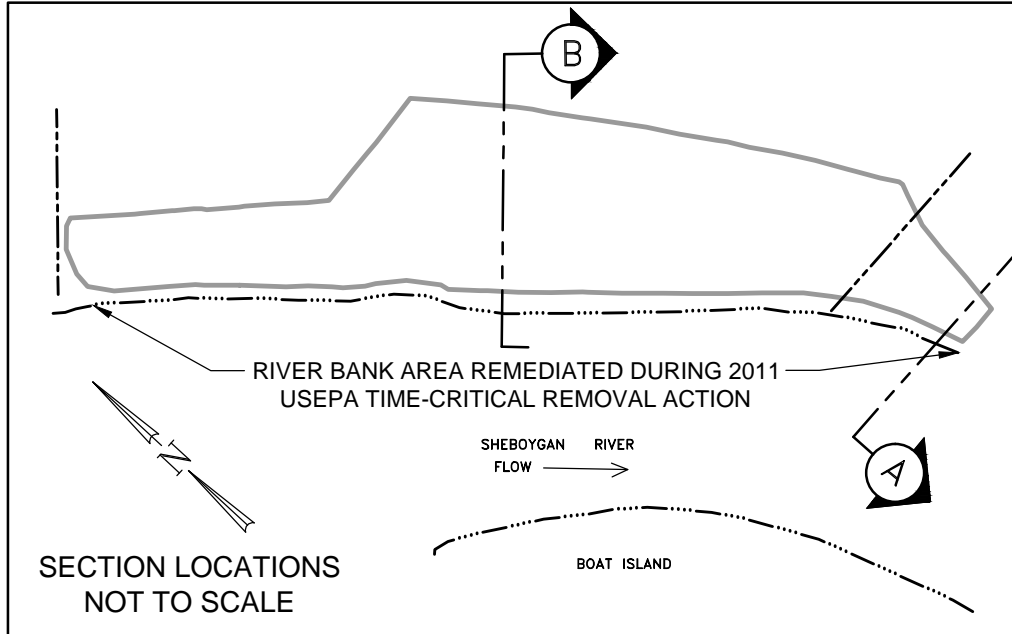 B
RIVER BANK AREA REMEDIATED DURING 2011
USEPA TIME-CRITICAL REMOVAL ACTION
SHEBOYGAN RIVER
FLOW
A
N
BOAT ISLAND
SECTION LOCATIONS
NOT TO SCALE